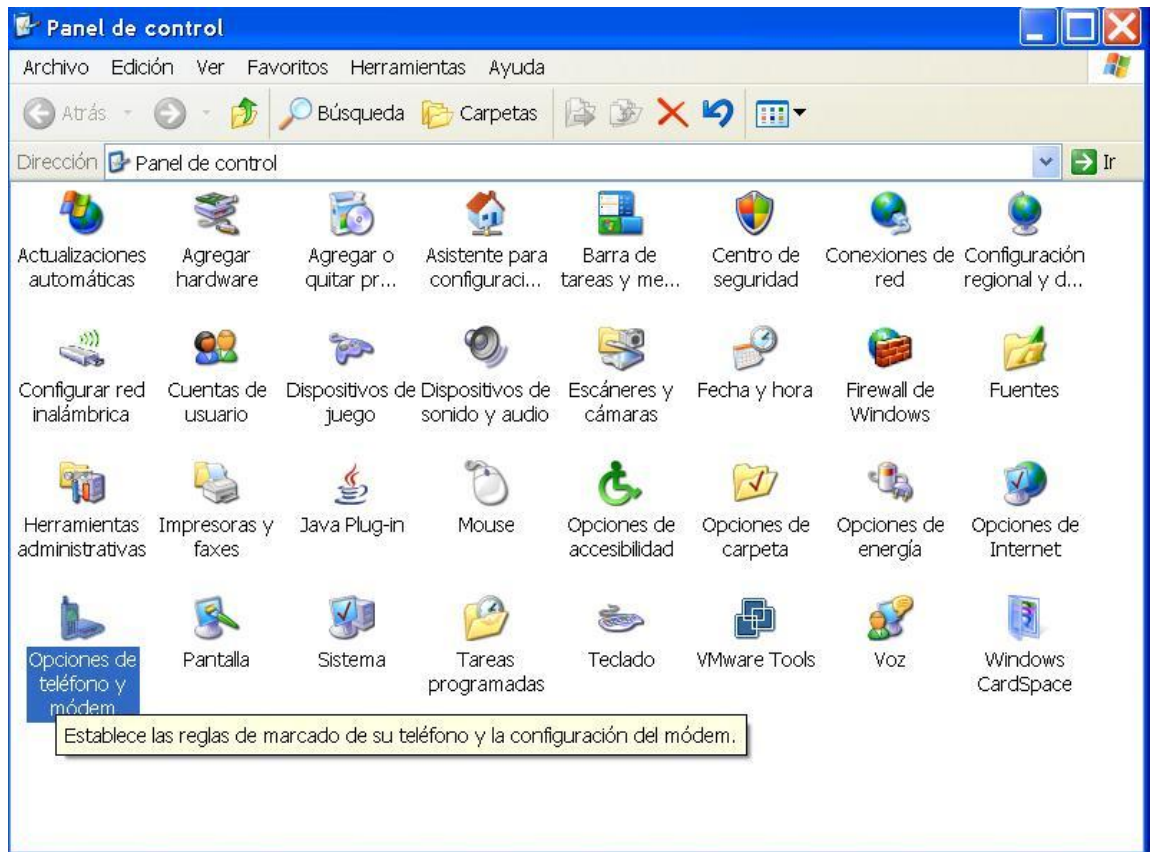 Panel de control
Archivo Edición Ver Favoritos Herramientas Ayuda
Atrás Búsqueda Carpetas
Dirección Panel de control Ir
Actualizaciones automáticas
Agregar hardware
Agregar o quitar pr...
Asistente para configuraci...
Barra de tareas y me...
Centro de seguridad
Conexiones de red
Configuración regional y d...
Configurar red inalámbrica
Cuentas de usuario
Dispositivos de juego
Dispositivos de sonido y audio
Escáneres y cámaras
Fecha y hora
Firewall de Windows
Fuentes
Herramientas administrativas
Impresoras y faxes
Java Plug-in
Mouse
Opciones de accesibilidad
Opciones de carpeta
Opciones de energía
Opciones de Internet
Opciones de teléfono y módem
Pantalla
Sistema
Tareas programadas
Teclado
VMware Tools
Voz
Windows CardSpace
Establece las reglas de marcado de su teléfono y la configuración del módem.